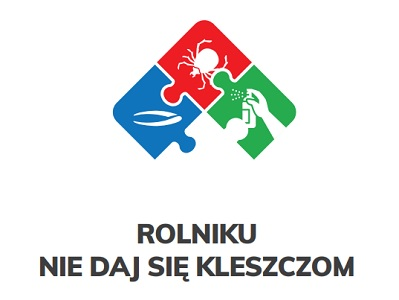 ROLNIKU
NIE DAJ SIĘ KLESZCZOM